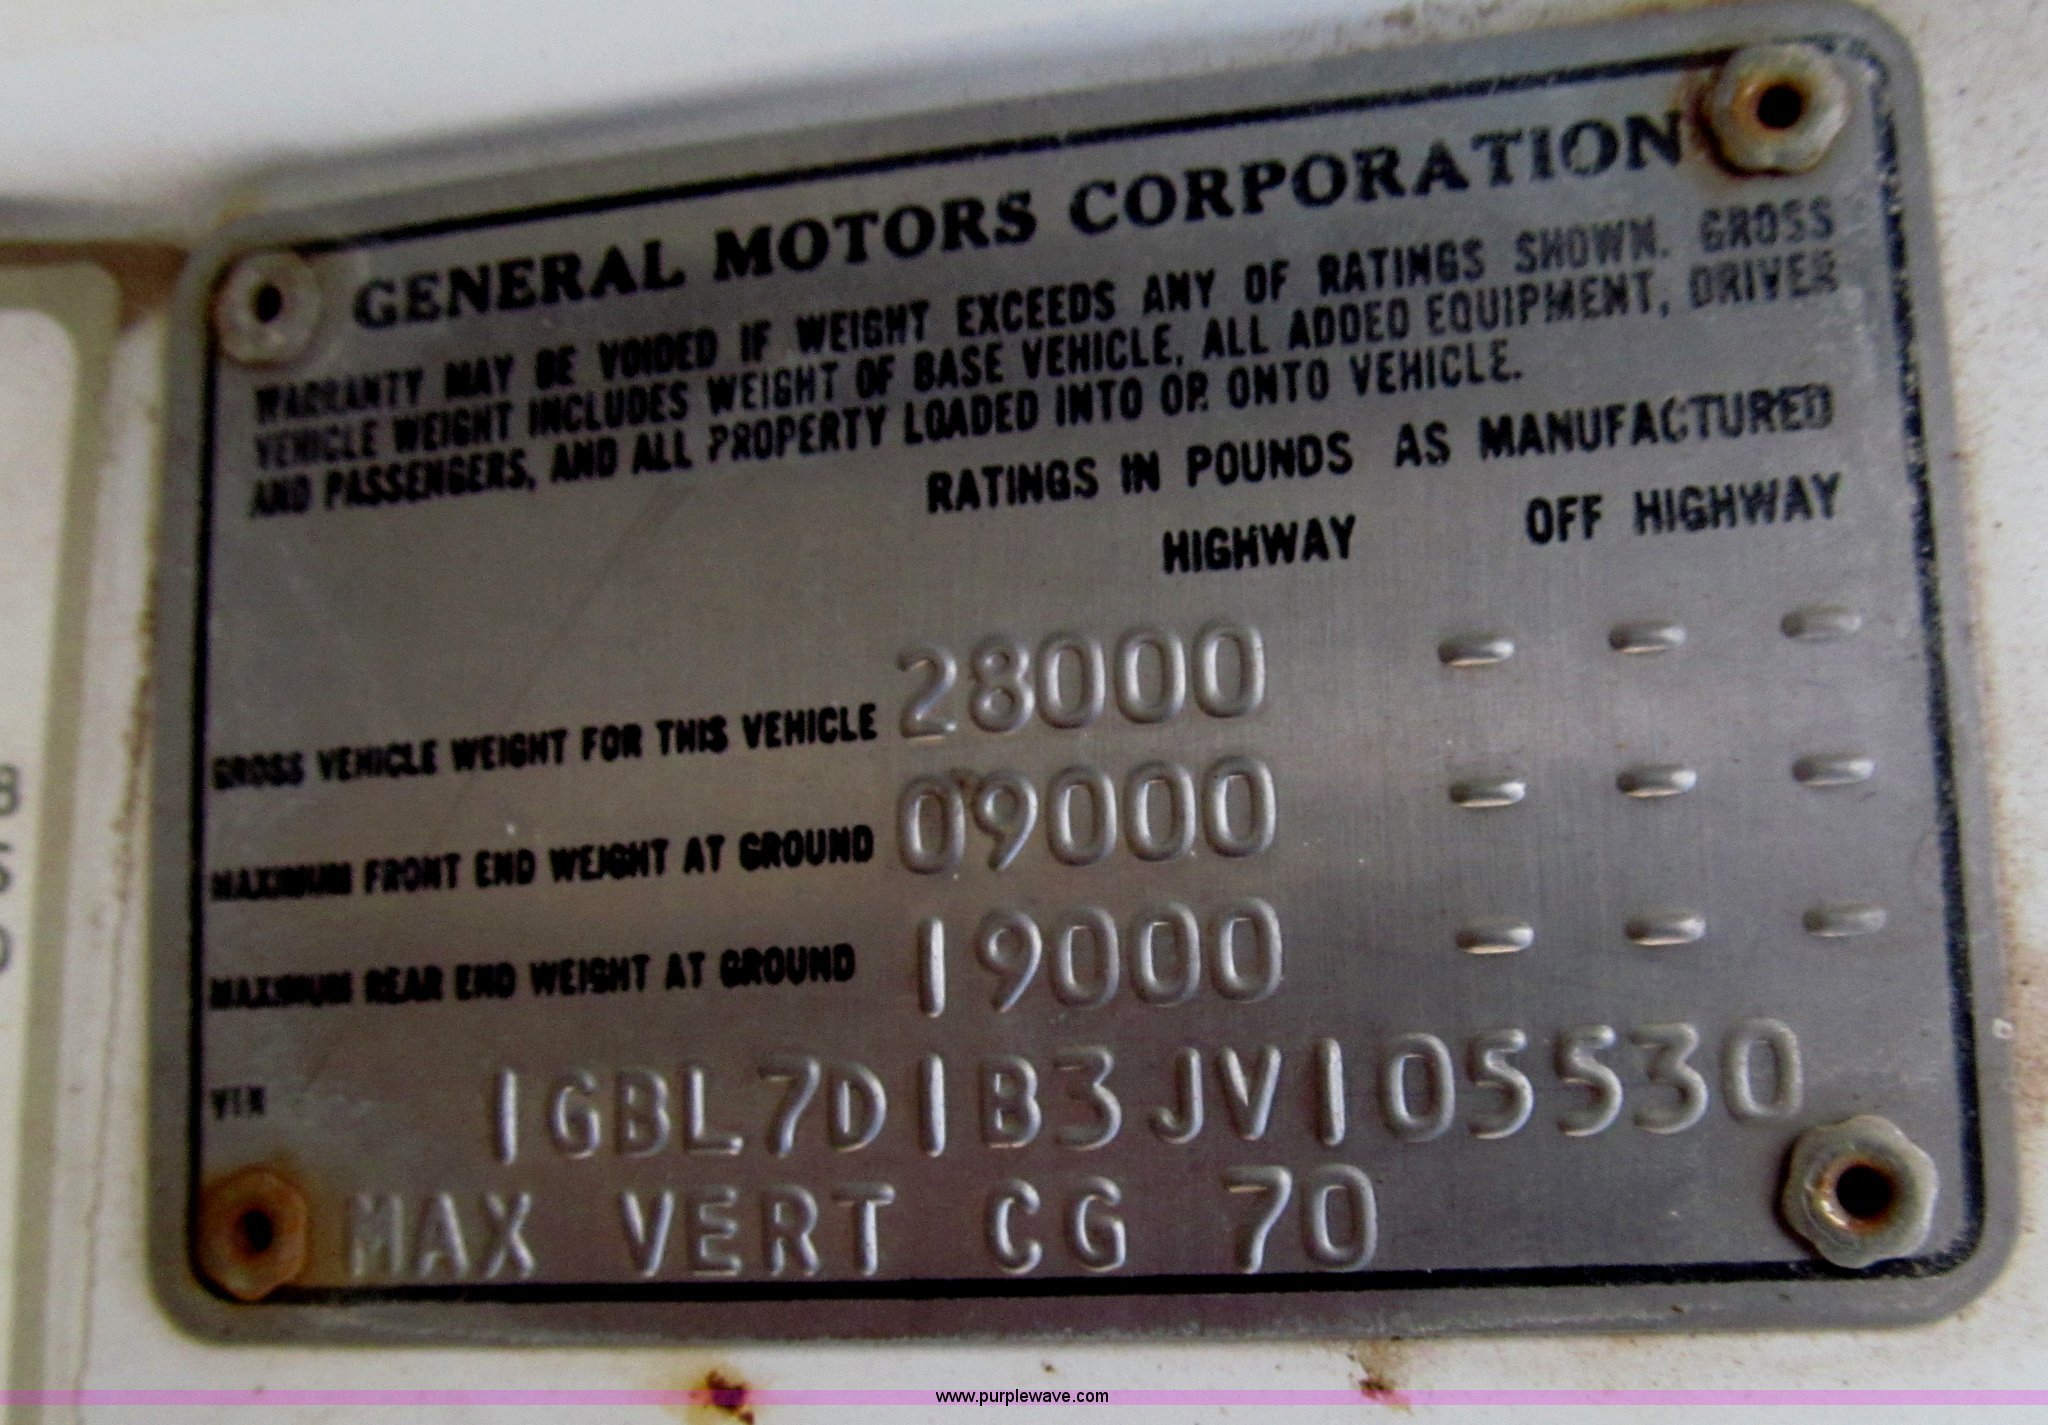 GENERAL MOTORS CORPORATION
WARRANTY MAY BE VOIDED IF WEIGHT EXCEEDS ANY OF RATINGS SHOWN. GROSS
VEHICLE WEIGHT INCLUDES WEIGHT OF BASE VEHICLE, ALL ADDED EQUIPMENT, DRIVER
AND PASSENGERS, AND ALL PROPERTY LOADED INTO OR ONTO VEHICLE.
RATINGS IN POUNDS AS MANUFACTURED
HIGHWAY OFF HIGHWAY
GROSS VEHICLE WEIGHT FOR THIS VEHICLE 28000 - - -
MAXIMUM FRONT END WEIGHT AT GROUND 09000 - - -
MAXIMUM REAR END WEIGHT AT GROUND 19000 - - -
VIN 1GBL7D1B3JV105530
MAX VERT CG 70
www.purplewave.com